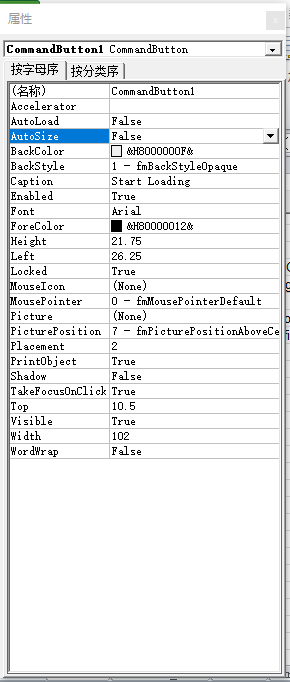 属性
CommandButton1 CommandButton
按字母序 按分类序
(名称) CommandButton1
Accelerator
AutoLoad False
AutoSize False
BackColor &H8000000F&
BackStyle 1 - fmBackStyleOpaque
Caption Start Loading
Enabled True
Font Arial
ForeColor &H80000012&
Height 21.75
Left 26.25
Locked True
MouseIcon (None)
MousePointer 0 - fmMousePointerDefault
Picture (None)
PicturePosition 7 - fmPicturePositionAboveCe
Placement 2
PrintObject True
Shadow False
TakeFocusOnClick True
Top 10.5
Visible True
Width 102
WordWrap False